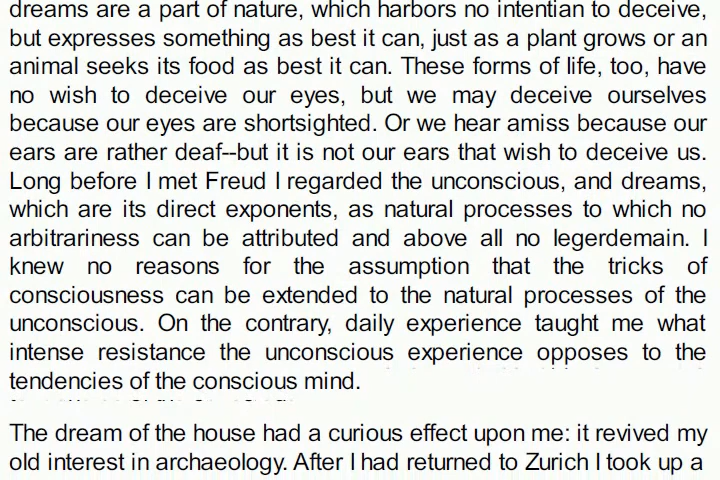 dreams are a part of nature, which harbors no intentian to deceive,
but expresses something as best it can, just as a plant grows or an
animal seeks its food as best it can. These forms of life, too, have
no wish to deceive our eyes, but we may deceive ourselves
because our eyes are shortsighted. Or we hear amiss because our
ears are rather deaf--but it is not our ears that wish to deceive us.
Long before I met Freud I regarded the unconscious, and dreams,
which are its direct exponents, as natural processes to which no
arbitrariness can be attributed and above all no legerdemain. I
knew no reasons for the assumption that the tricks of
consciousness can be extended to the natural processes of the
unconscious. On the contrary, daily experience taught me what
intense resistance the unconscious experience opposes to the
tendencies of the conscious mind.
The dream of the house had a curious effect upon me: it revived my
old interest in archaeology. After I had returned to Zurich I took up a